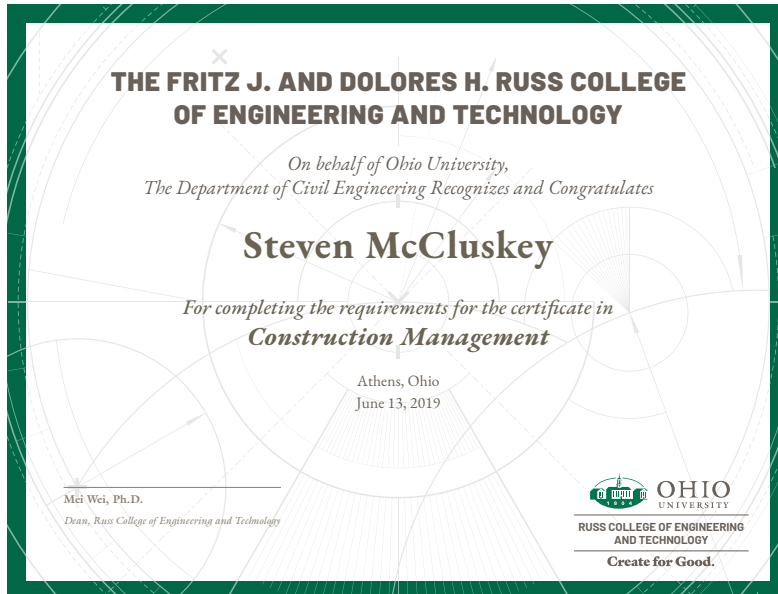 THE FRITZ J. AND DOLORES H. RUSS COLLEGE
OF ENGINEERING AND TECHNOLOGY
On behalf of Ohio University,
The Department of Civil Engineering Recognizes and Congratulates
Steven McCluskey
For completing the requirements for the certificate in
Construction Management
Athens, Ohio
June 13, 2019
Mei Wei, Ph.D.
Dean, Russ College of Engineering and Technology
1804
OHIO
UNIVERSITY
RUSS COLLEGE OF ENGINEERING
AND TECHNOLOGY
Create for Good.